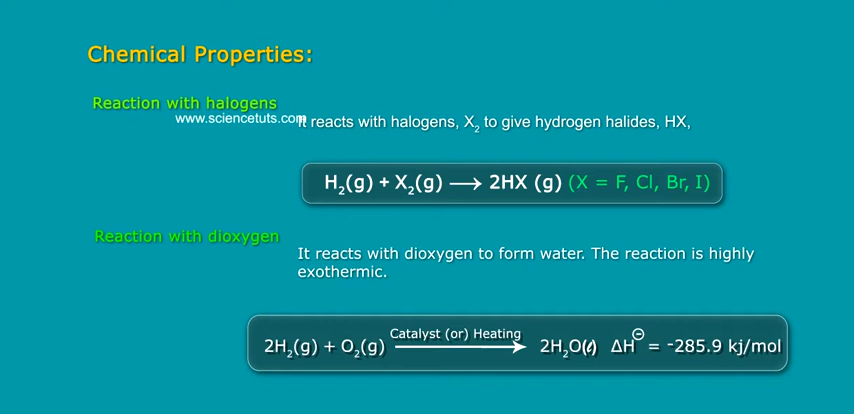 Chemical Properties:
Reaction with halogens
www.sciencetuts.com
It reacts with halogens, X₂ to give hydrogen halides, HX,
H₂(g) + X₂(g) ⟶ 2HX (g) (X = F, Cl, Br, I)
Reaction with dioxygen
It reacts with dioxygen to form water. The reaction is highly
exothermic.
Catalyst (or) Heating
2H₂(g) + O₂(g) ⟶ 2H₂O(ℓ) ΔH⊖ = -285.9 kj/mol